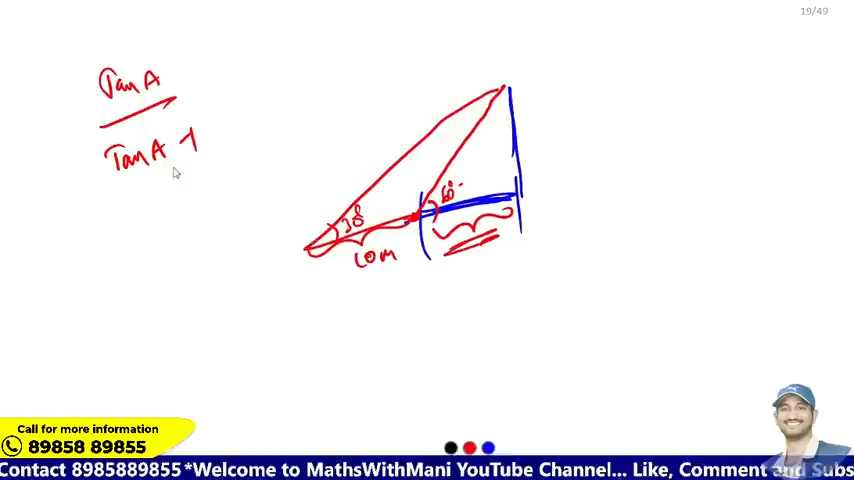 19/49
Tan A
Tan A - 1
60°
30°
10m
Call for more information
89858 89855
Contact 8985889855 *Welcome to MathsWithMani YouTube Channel... Like, Comment and Subs